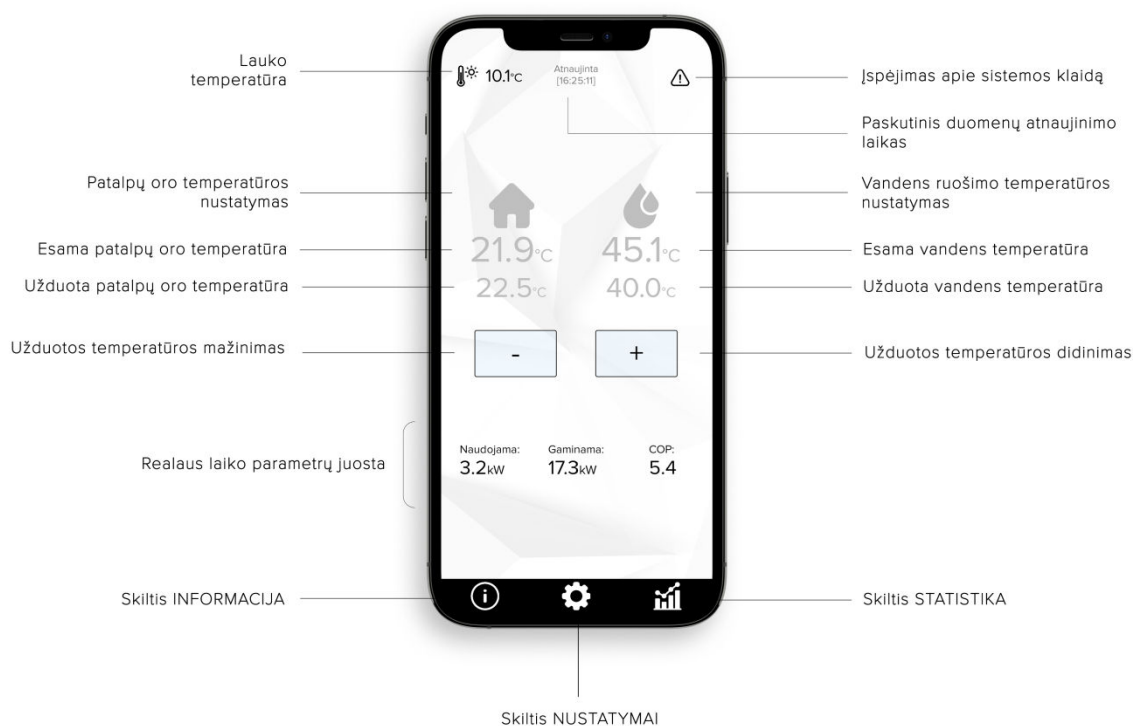 Lauko
temperatūra
10.1°C
Atnaujinta
[16:25:11]
Įspėjimas apie sistemos klaidą
Paskutinis duomenų atnaujinimo
laikas
Patalpų oro temperatūros
nustatymas
Vandens ruošimo temperatūros
nustatymas
Esama patalpų oro temperatūra
21.9°C
45.1°C
Esama vandens temperatūra
Užduota patalpų oro temperatūra
22.5°C
40.0°C
Užduota vandens temperatūra
Užduotos temperatūros mažinimas
-
+
Užduotos temperatūros didinimas
Realaus laiko parametrų juosta
Naudojama:
3.2kW
Gaminama:
17.3kW
COP:
5.4
Skiltis INFORMACIJA
Skiltis STATISTIKA
Skiltis NUSTATYMAI